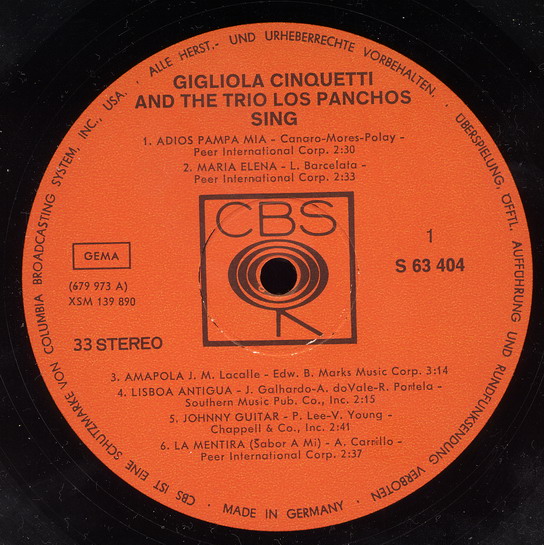 ALLE HERST.- UND URHEBERRECHTE VORBEHALTEN. · ÜBERSPIELUNG, ÖFFTL. AUFFÜHRUNG UND RUNDFUNKSENDUNG VERBOTEN
GIGLIOLA CINQUETTI
AND THE TRIO LOS PANCHOS
SING
1. ADIOS PAMPA MIA - Canaro-Mores-Polay -
Peer International Corp. 2:30
2. MARIA ELENA - L. Barcelata -
Peer International Corp. 2:33
CBS
GEMA
(679 973 A)
XSM 139 890
33 STEREO
1
S 63 404
3. AMAPOLA J. M. Lacalle - Edw. B. Marks Music Corp. 3:14
4. LISBOA ANTIGUA - J. Galhardo-A. doVale-R. Portela -
Southern Music Pub. Co., Inc. 2:15
5. JOHNNY GUITAR - P. Lee-V. Young -
Chappell & Co., Inc. 2:41
6. LA MENTIRA (Sabor A Mi) - A. Carrillo -
Peer International Corp. 2:37
CBS IST EINE SCHUTZMARKE VON COLUMBIA BROADCASTING SYSTEM, INC., USA. ·
· MADE IN GERMANY ·